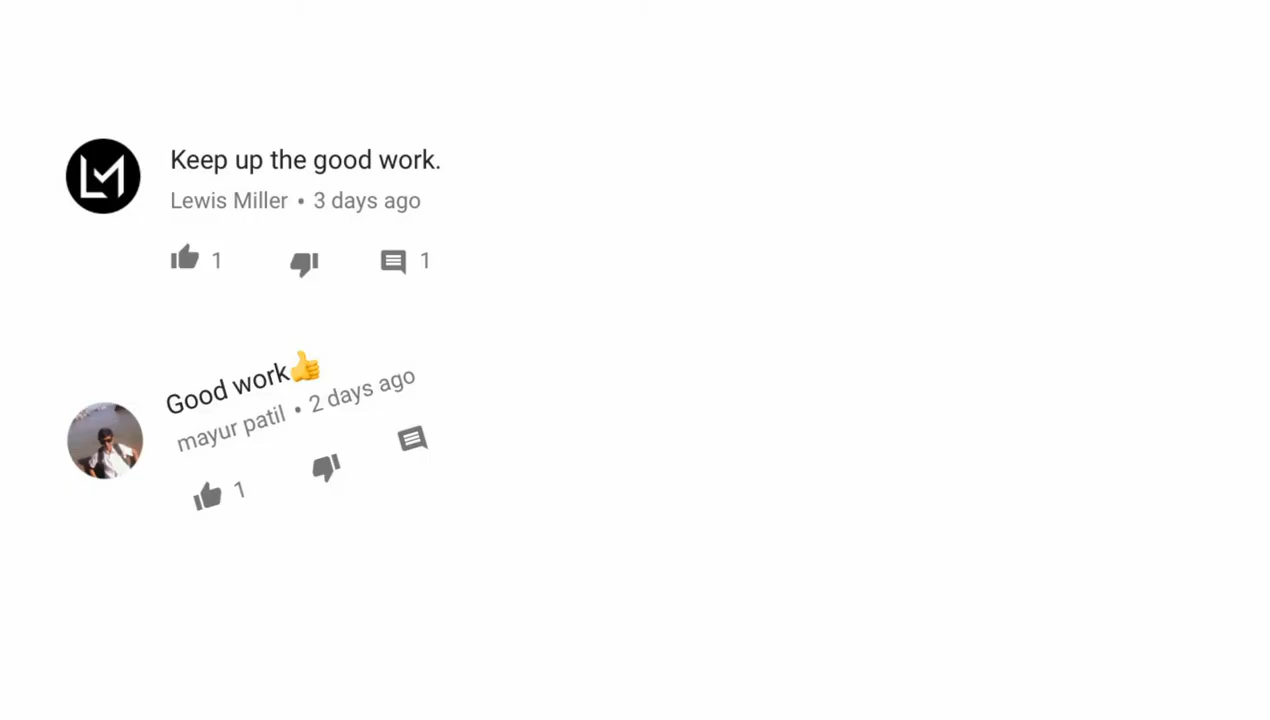 Keep up the good work.
Lewis Miller • 3 days ago
1 1
Good work👍
mayur patil • 2 days ago
1